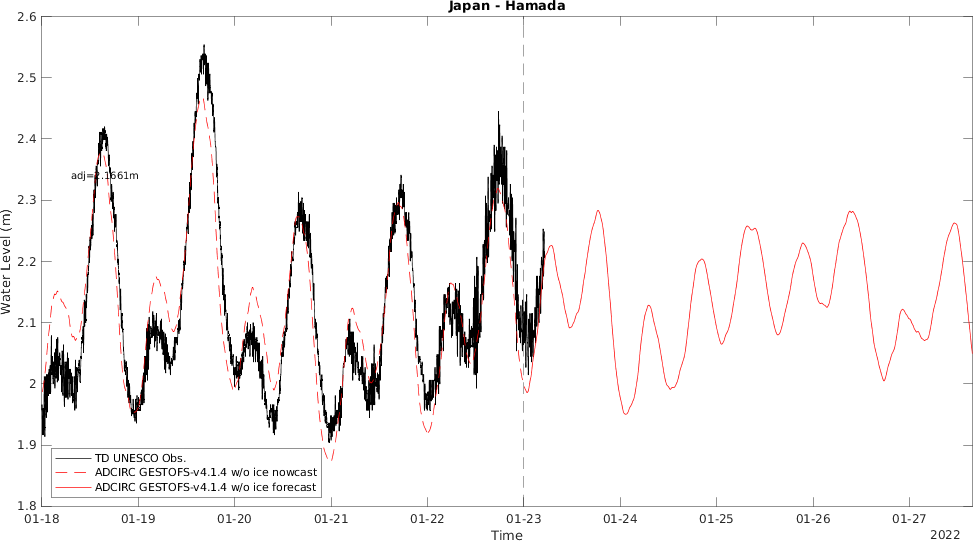 Japan - Hamada
2.6
2.5
2.4
2.3
2.2
2.1
2
1.9
1.8
Water Level (m)
adj=2.1661m
TD UNESCO Obs.
ADCIRC GESTOFS-v4.1.4 w/o ice nowcast
ADCIRC GESTOFS-v4.1.4 w/o ice forecast
01-18 01-19 01-20 01-21 01-22 01-23 01-24 01-25 01-26 01-27
Time
2022